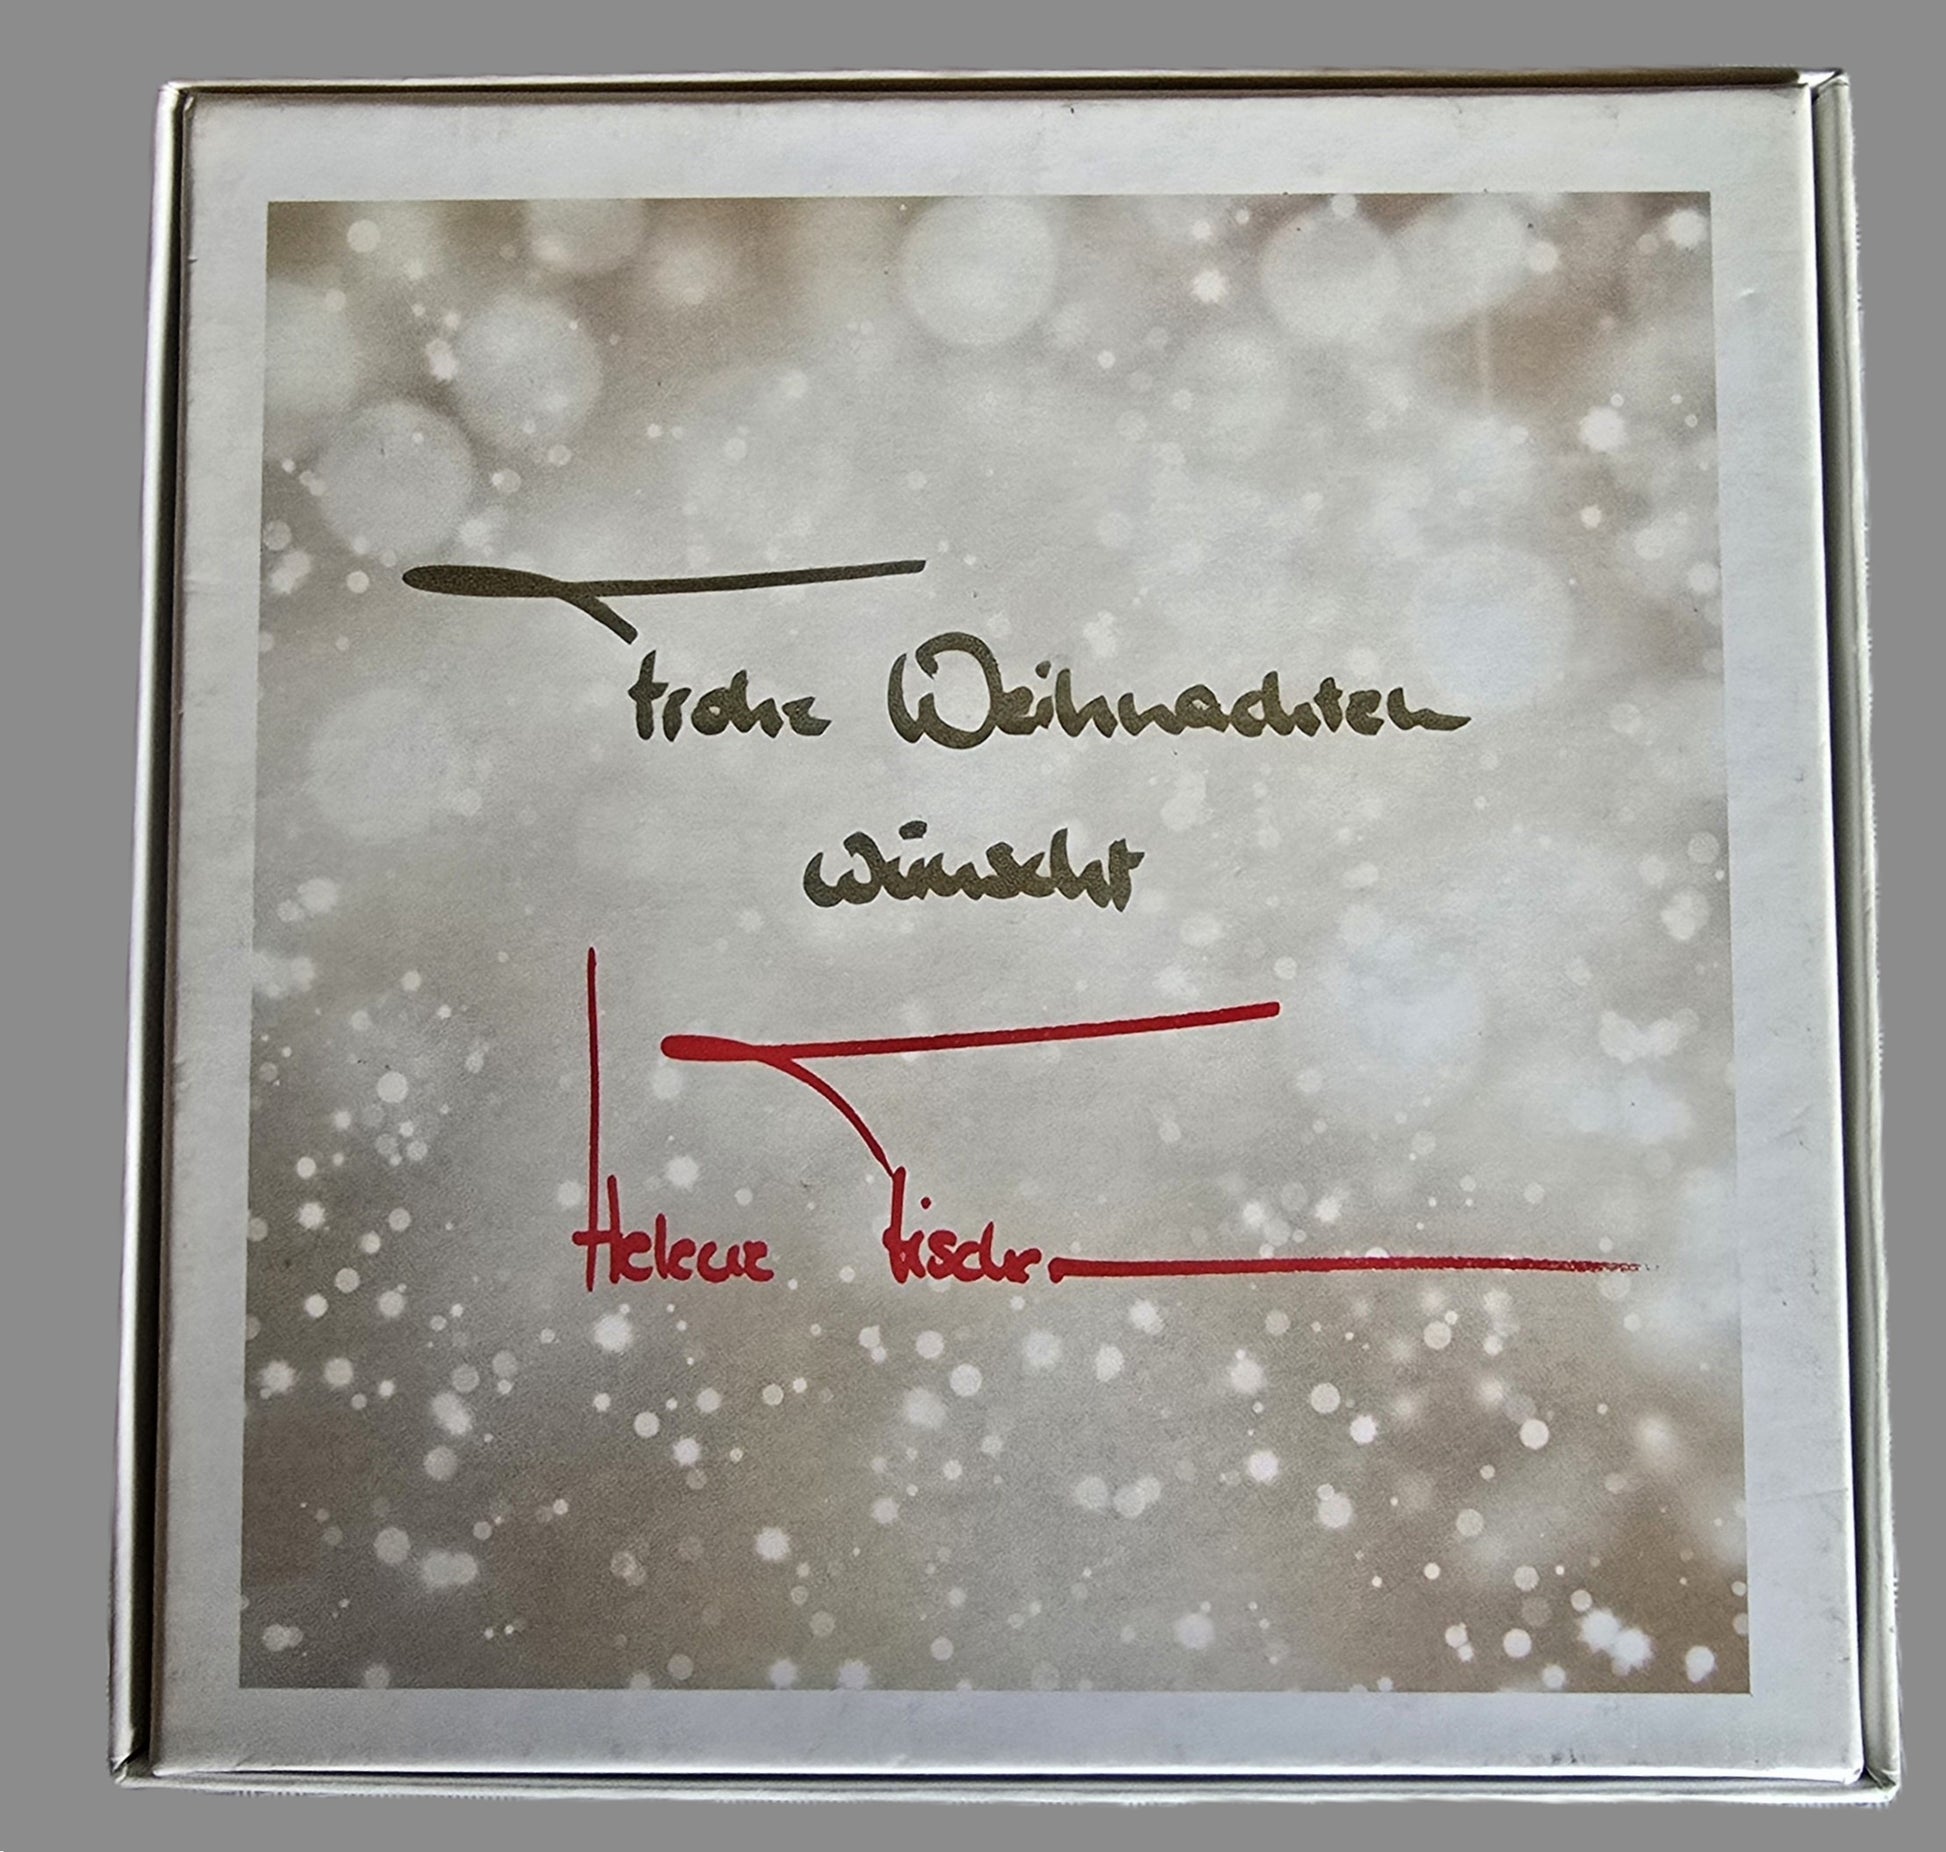 Frohe Weihnachten
wünscht
Helene Fischer